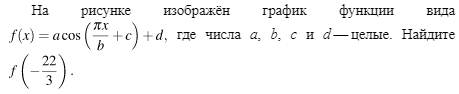 На рисунке изображён график функции вида
f(x) = a cos(πx/b + c) + d, где числа a, b, c и d — целые. Найдите
f(−22/3).